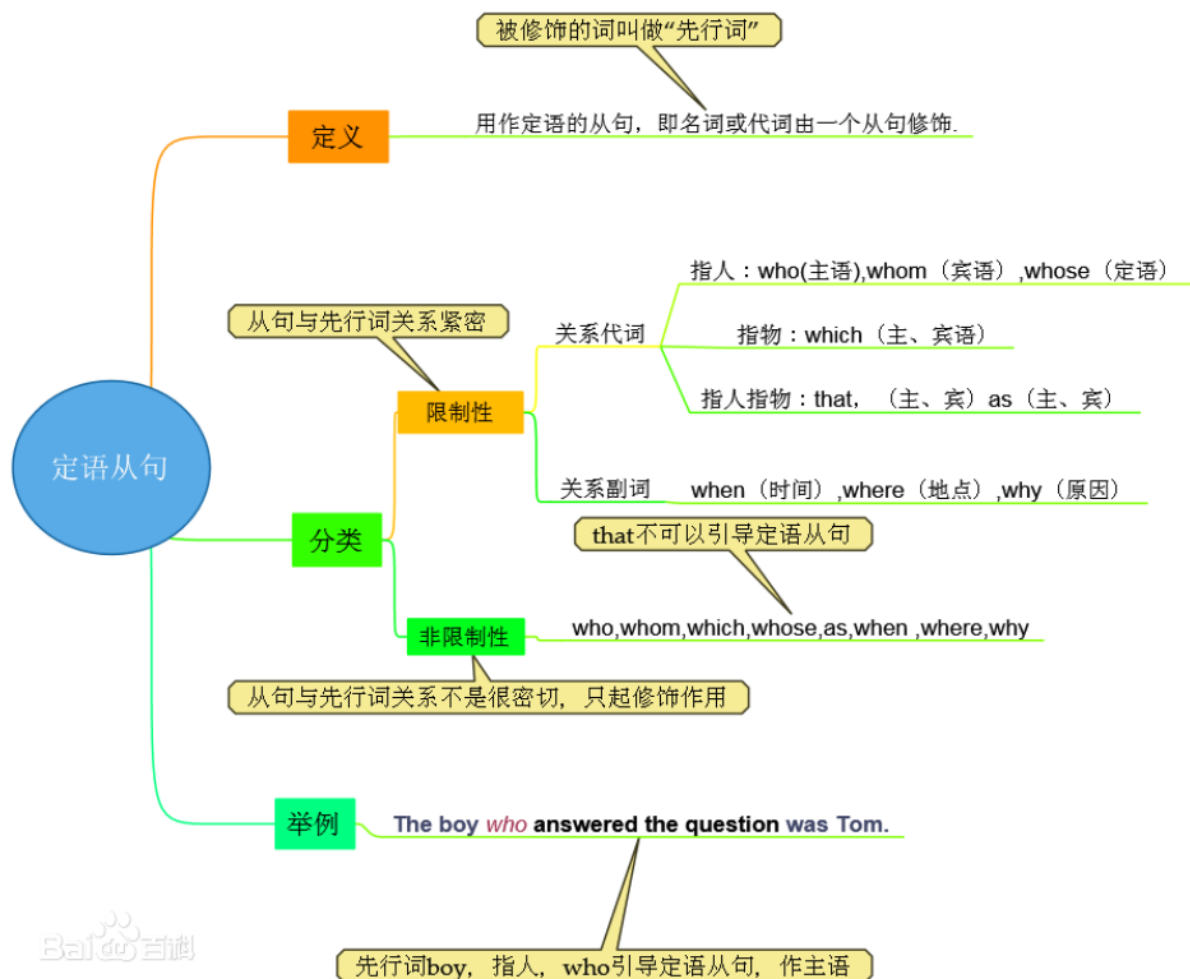 被修饰的词叫做“先行词”
定义
用作定语的从句，即名词或代词由一个从句修饰.
指人：who(主语),whom（宾语）,whose（定语）
从句与先行词关系紧密
关系代词
指物：which（主、宾语）
限制性
指人指物：that，（主、宾）as（主、宾）
定语从句
关系副词
when（时间）,where（地点）,why（原因）
分类
that不可以引导定语从句
非限制性
who,whom,which,whose,as,when ,where,why
从句与先行词关系不是很密切，只起修饰作用
举例
The boy who answered the question was Tom.
Bai百科
先行词boy，指人，who引导定语从句，作主语